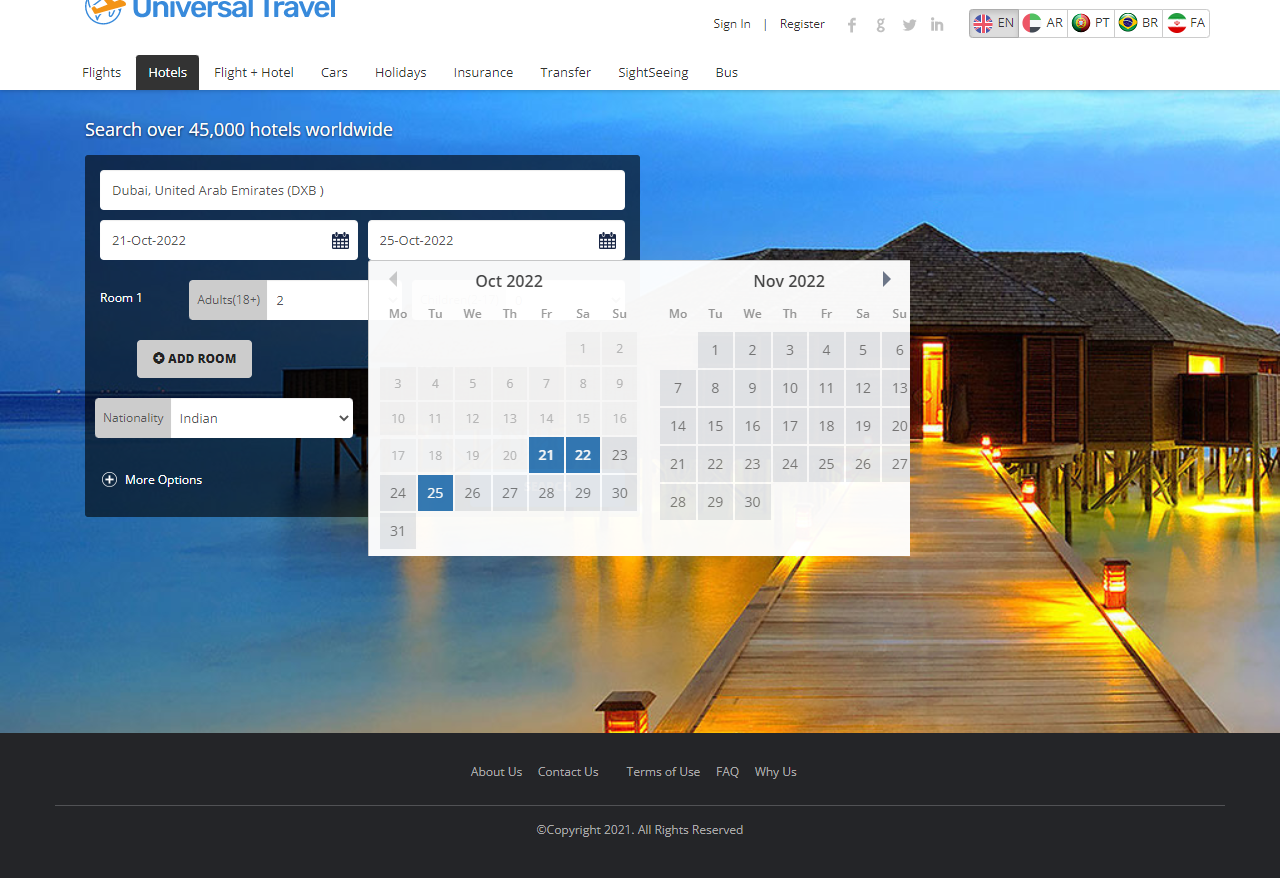 Universal Travel
Sign In | Register
EN AR PT BR FA
Flights Hotels Flight + Hotel Cars Holidays Insurance Transfer SightSeeing Bus
Search over 45,000 hotels worldwide
Dubai, United Arab Emirates (DXB )
21-Oct-2022 25-Oct-2022
Oct 2022 Nov 2022
Room 1 Adults(18+) 2
Mo Tu We Th Fr Sa Su Mo Tu We Th Fr Sa Su
1 2 1 2 3 4 5 6
ADD ROOM
3 4 5 6 7 8 9 7 8 9 10 11 12 13
Nationality Indian
10 11 12 13 14 15 16 14 15 16 17 18 19 20
17 18 19 20 21 22 23 21 22 23 24 25 26 27
More Options
24 25 26 27 28 29 30 28 29 30
31
About Us Contact Us Terms of Use FAQ Why Us
©Copyright 2021. All Rights Reserved